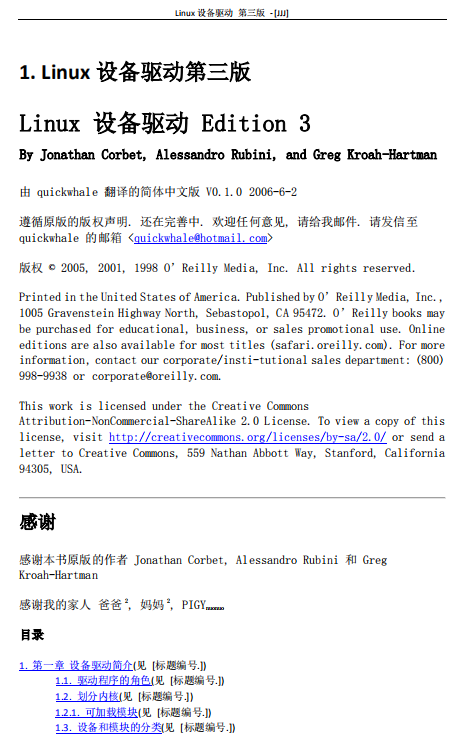 Linux 设备驱动 第三版 -[JJJ]
1. Linux 设备驱动第三版
Linux 设备驱动 Edition 3
By Jonathan Corbet, Alessandro Rubini, and Greg Kroah-Hartman
由 quickwhale 翻译的简体中文版 V0.1.0 2006-6-2
遵循原版的版权声明. 还在完善中. 欢迎任何意见, 请给我邮件. 请发信至
quickwhale 的邮箱 <quickwhale@hotmail.com>
版权 © 2005, 2001, 1998 O’Reilly Media, Inc. All rights reserved.
Printed in the United States of America. Published by O’Reilly Media, Inc.,
1005 Gravenstein Highway North, Sebastopol, CA 95472. O’Reilly books may
be purchased for educational, business, or sales promotional use. Online
editions are also available for most titles (safari.oreilly.com). For more
information, contact our corporate/insti-tutional sales department: (800)
998-9938 or corporate@oreilly.com.
This work is licensed under the Creative Commons
Attribution-NonCommercial-ShareAlike 2.0 License. To view a copy of this
license, visit http://creativecommons.org/licenses/by-sa/2.0/ or send a
letter to Creative Commons, 559 Nathan Abbott Way, Stanford, California
94305, USA.
感谢
感谢本书原版的作者 Jonathan Corbet, Alessandro Rubini 和 Greg
Kroah-Hartman
感谢我的家人 爸爸², 妈妈², PIGY
目录
1. 第一章 设备驱动简介(见 [标题编号.])
1.1. 驱动程序的角色(见 [标题编号.])
1.2. 划分内核(见 [标题编号.])
1.2.1. 可加载模块(见 [标题编号.])
1.3. 设备和模块的分类(见 [标题编号.])